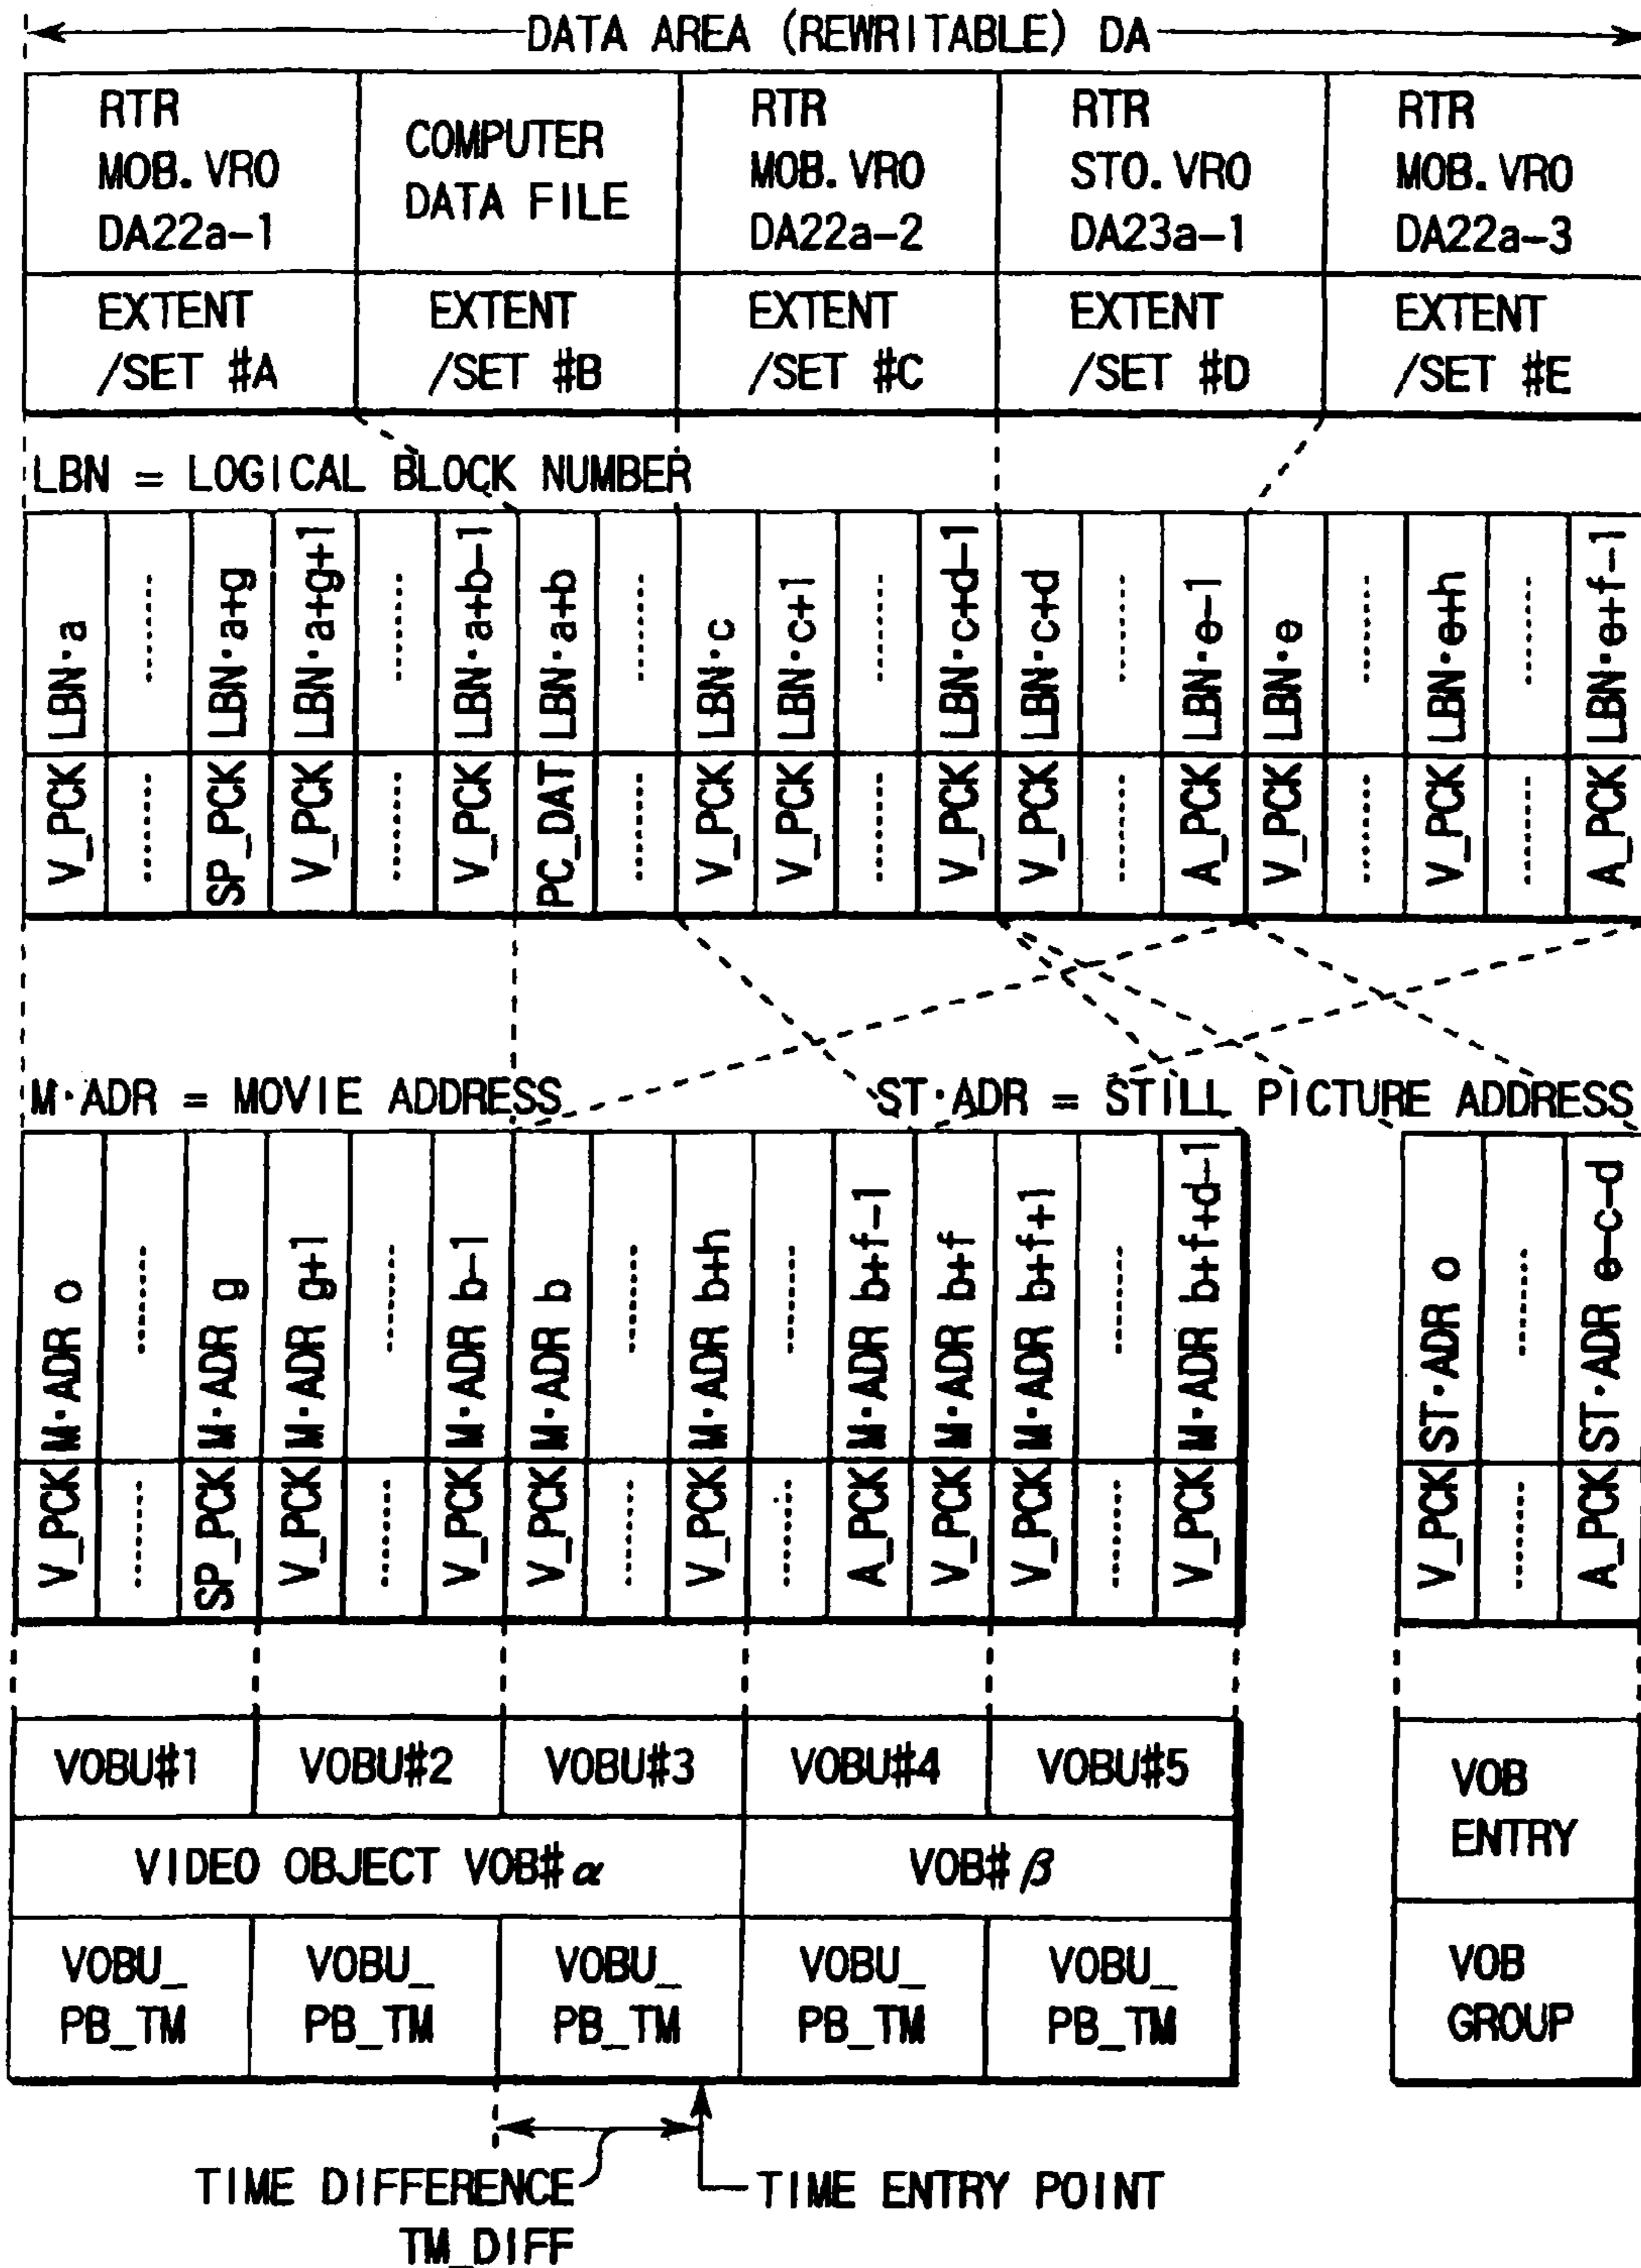 DATA AREA (REWRITABLE) DA
RTR
MOB.VRO
DA22a-1
COMPUTER
DATA FILE
RTR
MOB.VRO
DA22a-2
RTR
STO.VRO
DA23a-1
RTR
MOB.VRO
DA22a-3
EXTENT
/SET #A
EXTENT
/SET #B
EXTENT
/SET #C
EXTENT
/SET #D
EXTENT
/SET #E
LBN = LOGICAL BLOCK NUMBER
LBN·a
LBN·a+g
LBN·a+g+1
LBN·a+b-1
LBN·a+b
LBN·c
LBN·c+1
LBN·c+d-1
LBN·c+d
LBN·e-1
LBN·e
LBN·e+h
LBN·e+f-1
V_PCK
SP_PCK
V_PCK
V_PCK
PC_DAT
V_PCK
V_PCK
V_PCK
V_PCK
A_PCK
V_PCK
V_PCK
A_PCK
M·ADR = MOVIE ADDRESS
ST·ADR = STILL PICTURE ADDRESS
M·ADR o
M·ADR g
M·ADR g+1
M·ADR b-1
M·ADR b
M·ADR b+h
M·ADR b+f-1
M·ADR b+f
M·ADR b+f+1
M·ADR b+f+d-1
ST·ADR o
ST·ADR e-c-d
V_PCK
SP_PCK
V_PCK
V_PCK
V_PCK
V_PCK
A_PCK
V_PCK
V_PCK
V_PCK
V_PCK
A_PCK
VOBU#1
VOBU#2
VOBU#3
VOBU#4
VOBU#5
VOB
ENTRY
VIDEO OBJECT VOB#α
VOB#β
VOBU_
PB_TM
VOBU_
PB_TM
VOBU_
PB_TM
VOBU_
PB_TM
VOBU_
PB_TM
VOB
GROUP
TIME DIFFERENCE
TM_DIFF
TIME ENTRY POINT